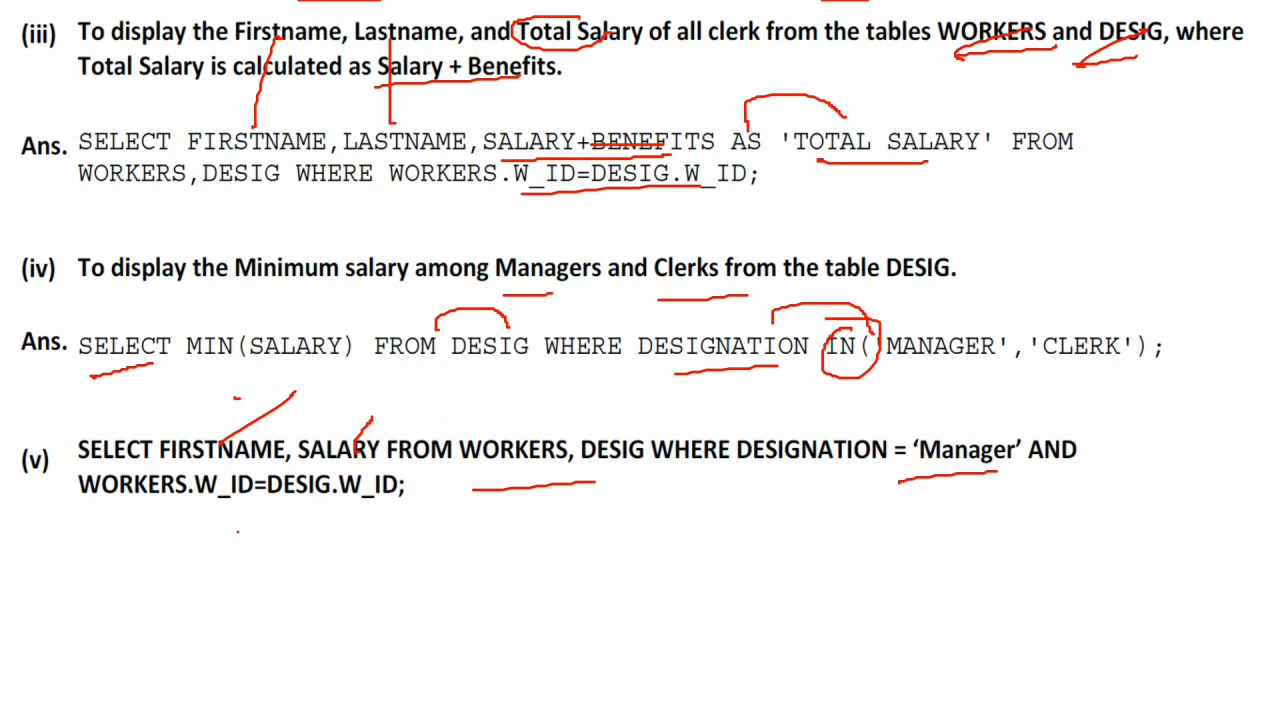 (iii) To display the Firstname, Lastname, and Total Salary of all clerk from the tables WORKERS and DESIG, where
Total Salary is calculated as Salary + Benefits.
Ans. SELECT FIRSTNAME,LASTNAME,SALARY+BENEFITS AS 'TOTAL SALARY' FROM
WORKERS,DESIG WHERE WORKERS.W_ID=DESIG.W_ID;
(iv) To display the Minimum salary among Managers and Clerks from the table DESIG.
Ans. SELECT MIN(SALARY) FROM DESIG WHERE DESIGNATION IN('MANAGER','CLERK');
(v) SELECT FIRSTNAME, SALARY FROM WORKERS, DESIG WHERE DESIGNATION = ‘Manager’ AND
WORKERS.W_ID=DESIG.W_ID;